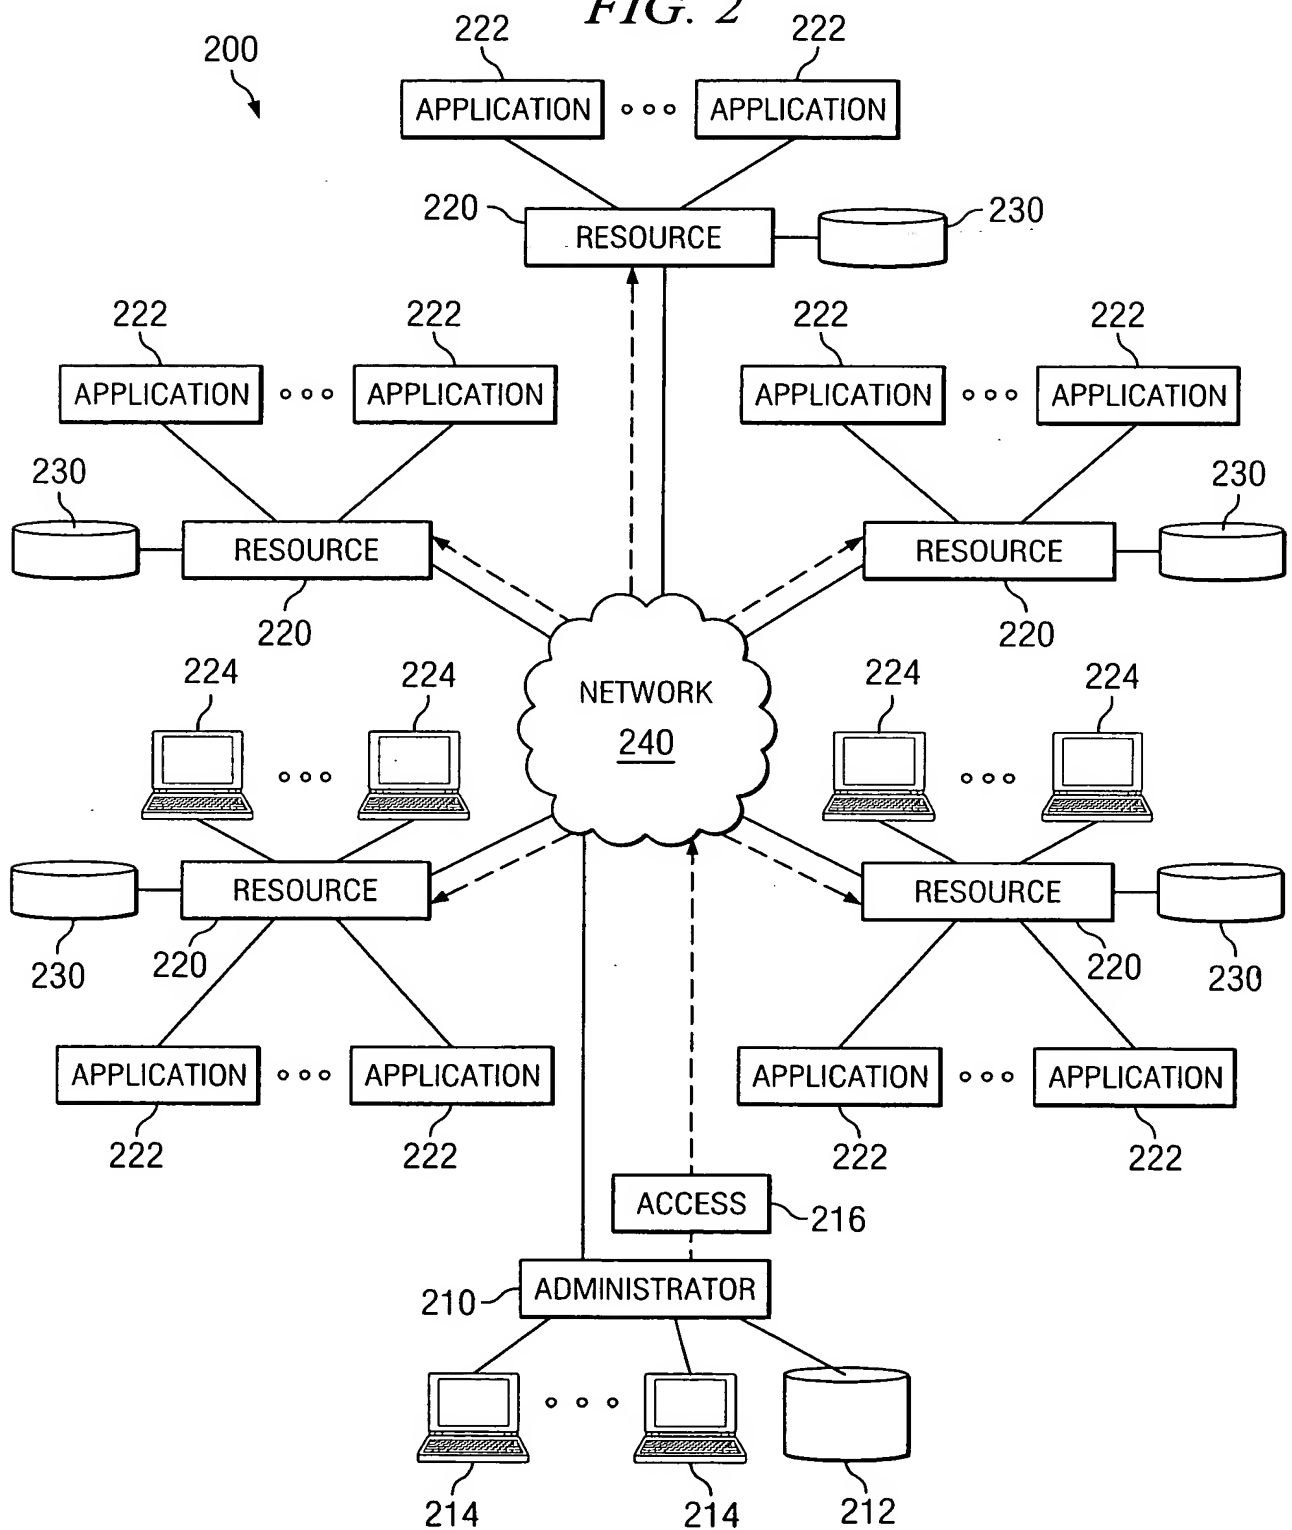 FIG. 2
200
222 222
APPLICATION APPLICATION
220 RESOURCE 230
222 222 222 222
APPLICATION APPLICATION APPLICATION APPLICATION
230 230
RESOURCE RESOURCE
220 220
224 224 224 224
NETWORK
240
RESOURCE RESOURCE
230 220 220 230
APPLICATION APPLICATION APPLICATION APPLICATION
222 222 222 222
ACCESS 216
210 ADMINISTRATOR
214 214 212